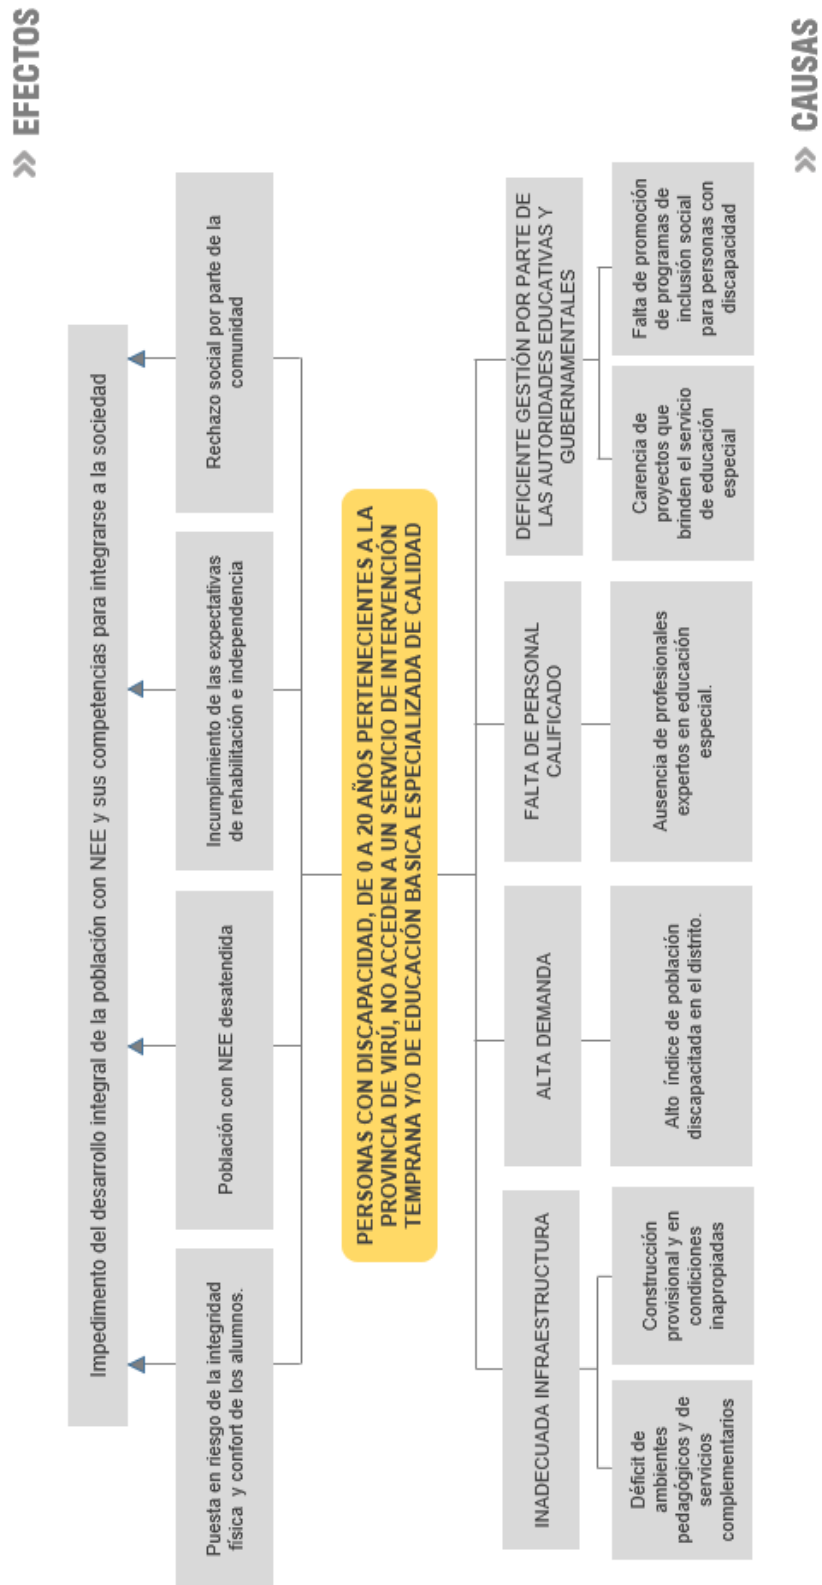 >> EFECTOS
Impedimento del desarrollo integral de la población con NEE y sus competencias para integrarse a la sociedad
Puesta en riesgo de la integridad
física y confort de los alumnos.
Población con NEE desatendida
Incumplimiento de las expectativas
de rehabilitación e independencia
Rechazo social por parte de la
comunidad
PERSONAS CON DISCAPACIDAD, DE 0 A 20 AÑOS PERTENECIENTES A LA
PROVINCIA DE VIRÚ, NO ACCEDEN A UN SERVICIO DE INTERVENCIÓN
TEMPRANA Y/O DE EDUCACIÓN BASICA ESPECIALIZADA DE CALIDAD
INADECUADA INFRAESTRUCTURA
ALTA DEMANDA
FALTA DE PERSONAL
CALIFICADO
DEFICIENTE GESTIÓN POR PARTE DE
LAS AUTORIDADES EDUCATIVAS Y
GUBERNAMENTALES
Déficit de
ambientes
pedagógicos y de
servicios
complementarios
Construcción
provisional y en
condiciones
inapropiadas
Alto índice de población
discapacitada en el distrito.
Ausencia de profesionales
expertos en educación
especial.
Carencia de
proyectos que
brinden el servicio
de educación
especial
Falta de promoción
de programas de
inclusión social
para personas con
discapacidad
>> CAUSAS